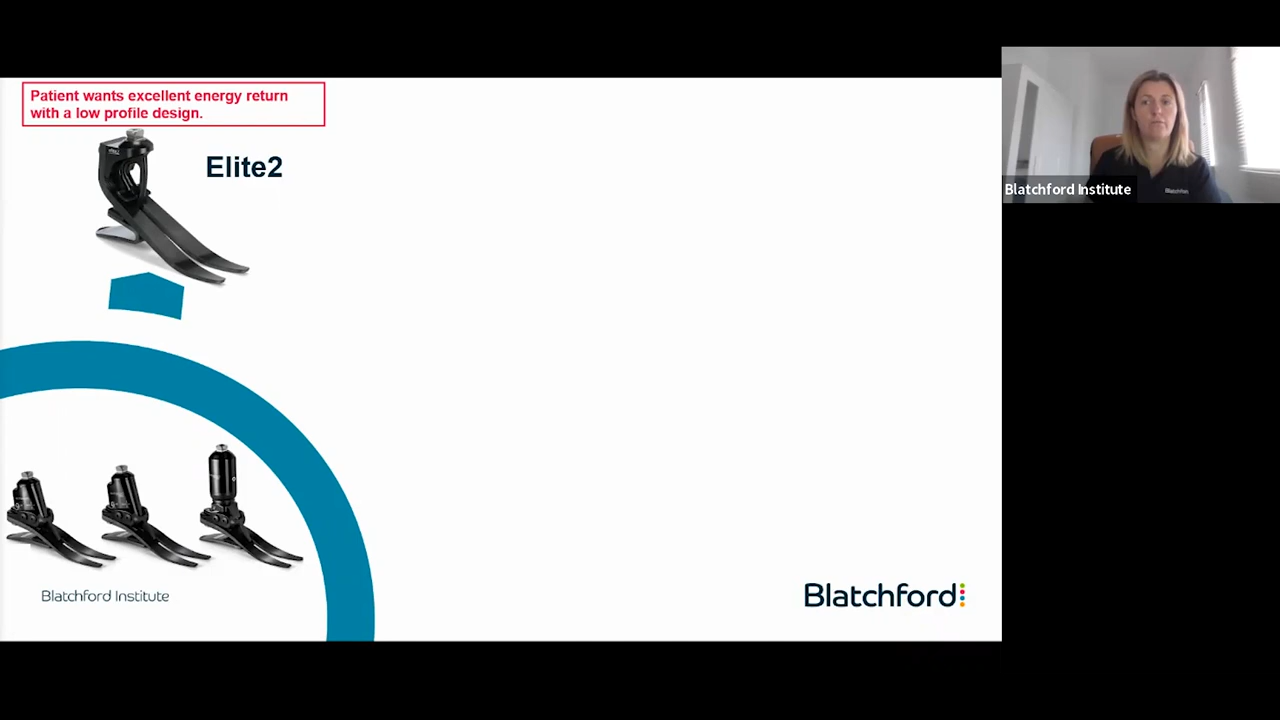 Patient wants excellent energy return
with a low profile design.
Elite2
Blatchford Institute
Blatchford
Blatchford Institute